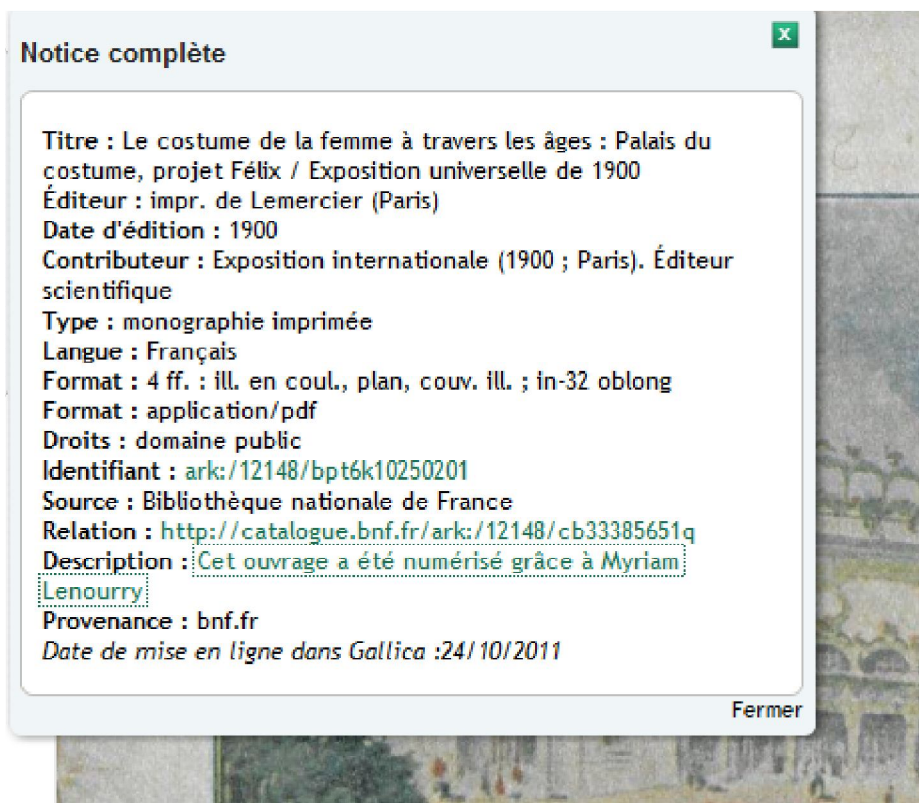 x
Notice complète
Titre : Le costume de la femme à travers les âges : Palais du
costume, projet Félix / Exposition universelle de 1900
Éditeur : impr. de Lemercier (Paris)
Date d'édition : 1900
Contributeur : Exposition internationale (1900 ; Paris). Éditeur
scientifique
Type : monographie imprimée
Langue : Français
Format : 4 ff. : ill. en coul., plan, couv. ill. ; in-32 oblong
Format : application/pdf
Droits : domaine public
Identifiant : ark:/12148/bpt6k10250201
Source : Bibliothèque nationale de France
Relation : http://catalogue.bnf.fr/ark:/12148/cb33385651q
Description : Cet ouvrage a été numérisé grâce à Myriam
Lenourry
Provenance : bnf.fr
Date de mise en ligne dans Gallica :24/10/2011
Fermer